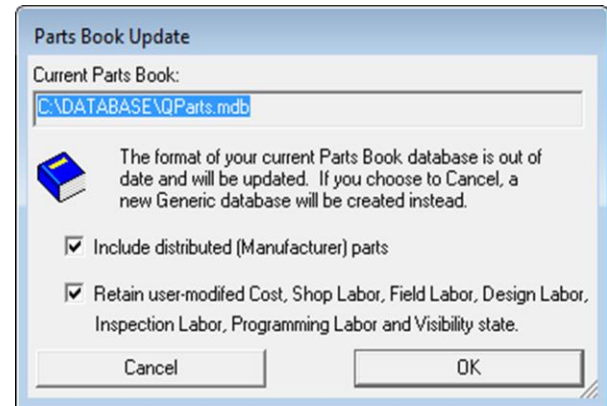 Parts Book Update
Current Parts Book:
C:\DATABASE\QParts.mdb
The format of your current Parts Book database is out of
date and will be updated. If you choose to Cancel, a
new Generic database will be created instead.
Include distributed (Manufacturer) parts
Retain user-modifed Cost, Shop Labor, Field Labor, Design Labor,
Inspection Labor, Programming Labor and Visibility state.
Cancel
OK